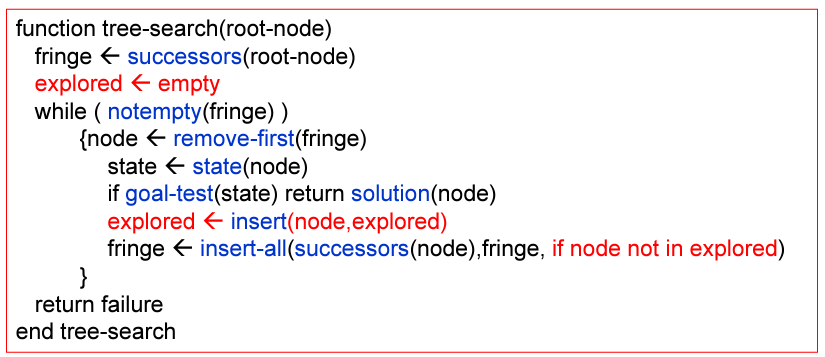 function tree-search(root-node)
fringe ← successors(root-node)
explored ← empty
while ( notempty(fringe) )
{node ← remove-first(fringe)
state ← state(node)
if goal-test(state) return solution(node)
explored ← insert(node,explored)
fringe ← insert-all(successors(node),fringe, if node not in explored)
}
return failure
end tree-search